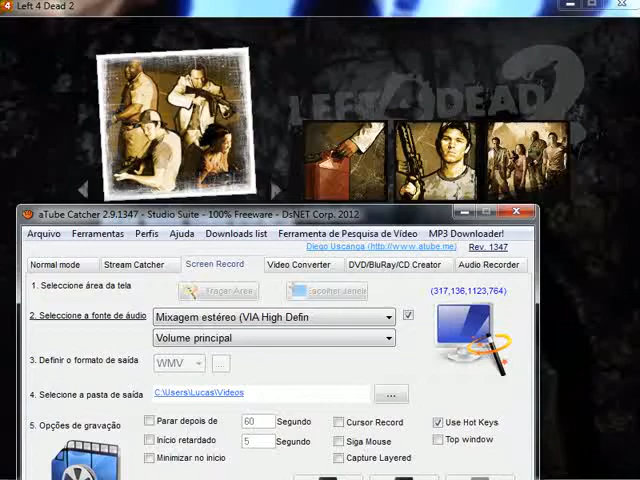 Left 4 Dead 2
LEFT 4 DEAD 2
aTube Catcher 2.9.1347 - Studio Suite - 100% Freeware - DsNET Corp. 2012
Arquivo Ferramentas Perfis Ajuda Downloads list Ferramenta de Pesquisa de Vídeo MP3 Downloader!
Diego Uscanga (http://www.atube.me) Rev. 1347
Normal mode Stream Catcher Screen Record Video Converter DVD/BluRay/CD Creator Audio Recorder
1. Seleccione área da tela Traçar Area Escolher Janela (317,136,1123,764)
2. Seleccione a fonte de áudio Mixagem estéreo (VIA High Defin
Volume principal
3. Definir o formato de saída WMV ...
4. Selecione a pasta de saída C:\Users\Lucas\Videos ...
5. Opções de gravação Parar depois de 60 Segundo Cursor Record Use Hot Keys
Início retardado 5 Segundo Siga Mouse Top window
Minimizar no inicio Capture Layered